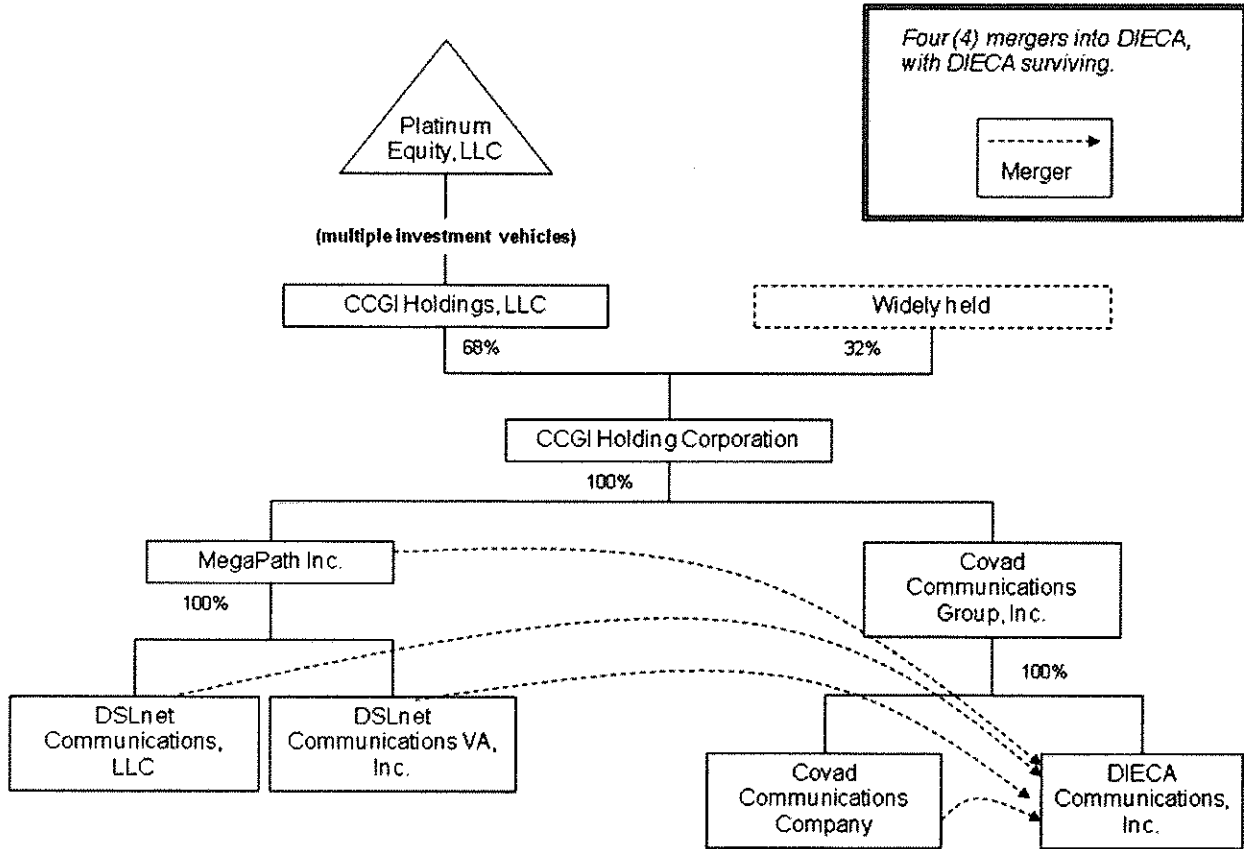 Four (4) mergers into DIECA,
with DIECA surviving.
Merger
Platinum
Equity, LLC
(multiple investment vehicles)
CCGI Holdings, LLC
Widely held
68%
32%
CCGI Holding Corporation
100%
MegaPath Inc.
Covad
Communications
Group, Inc.
100%
100%
DSLnet
Communications,
LLC
DSLnet
Communications VA,
Inc.
Covad
Communications
Company
DIECA
Communications,
Inc.